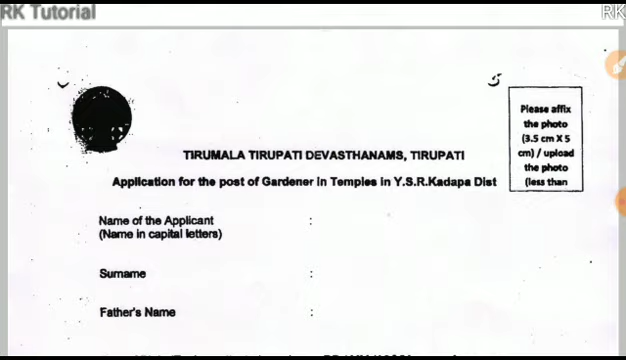 RK Tutorial
RK
Please affix
the photo
(3.5 cm X 5
cm) / upload
the photo
(less than
TIRUMALA TIRUPATI DEVASTHANAMS, TIRUPATI
Application for the post of Gardener in Temples in Y.S.R.Kadapa Dist
Name of the Applicant :
(Name in capital letters)
Surname :
Father's Name :